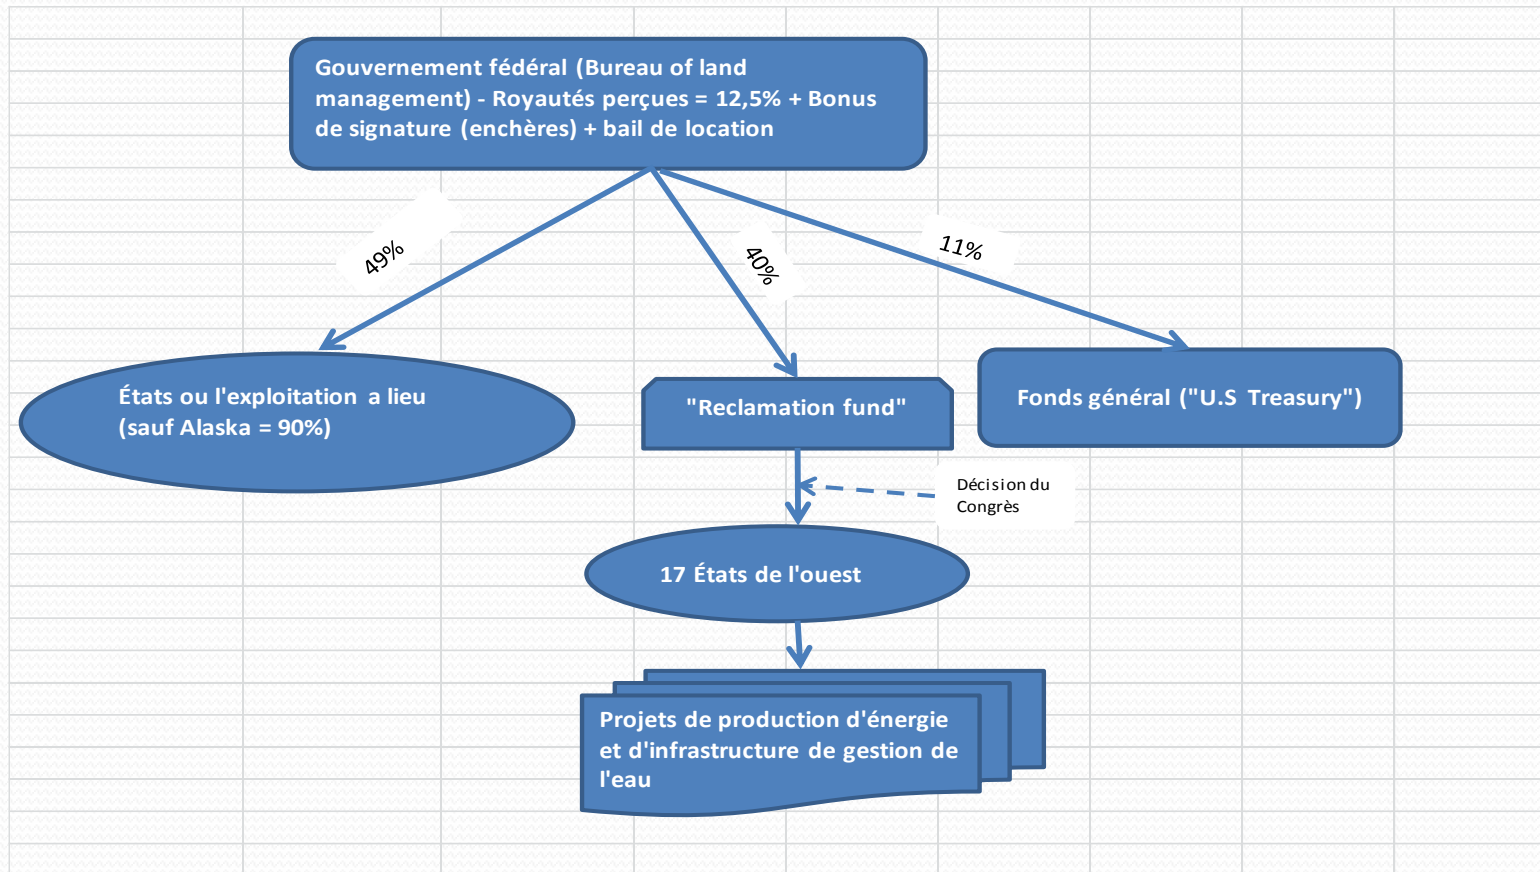 Gouvernement fédéral (Bureau of land
management) - Royautés perçues = 12,5% + Bonus
de signature (enchères) + bail de location
49%
40%
11%
États ou l'exploitation a lieu
(sauf Alaska = 90%)
"Reclamation fund"
Fonds général ("U.S Treasury")
Décision du
Congrès
17 États de l'ouest
Projets de production d'énergie
et d'infrastructure de gestion de
l'eau